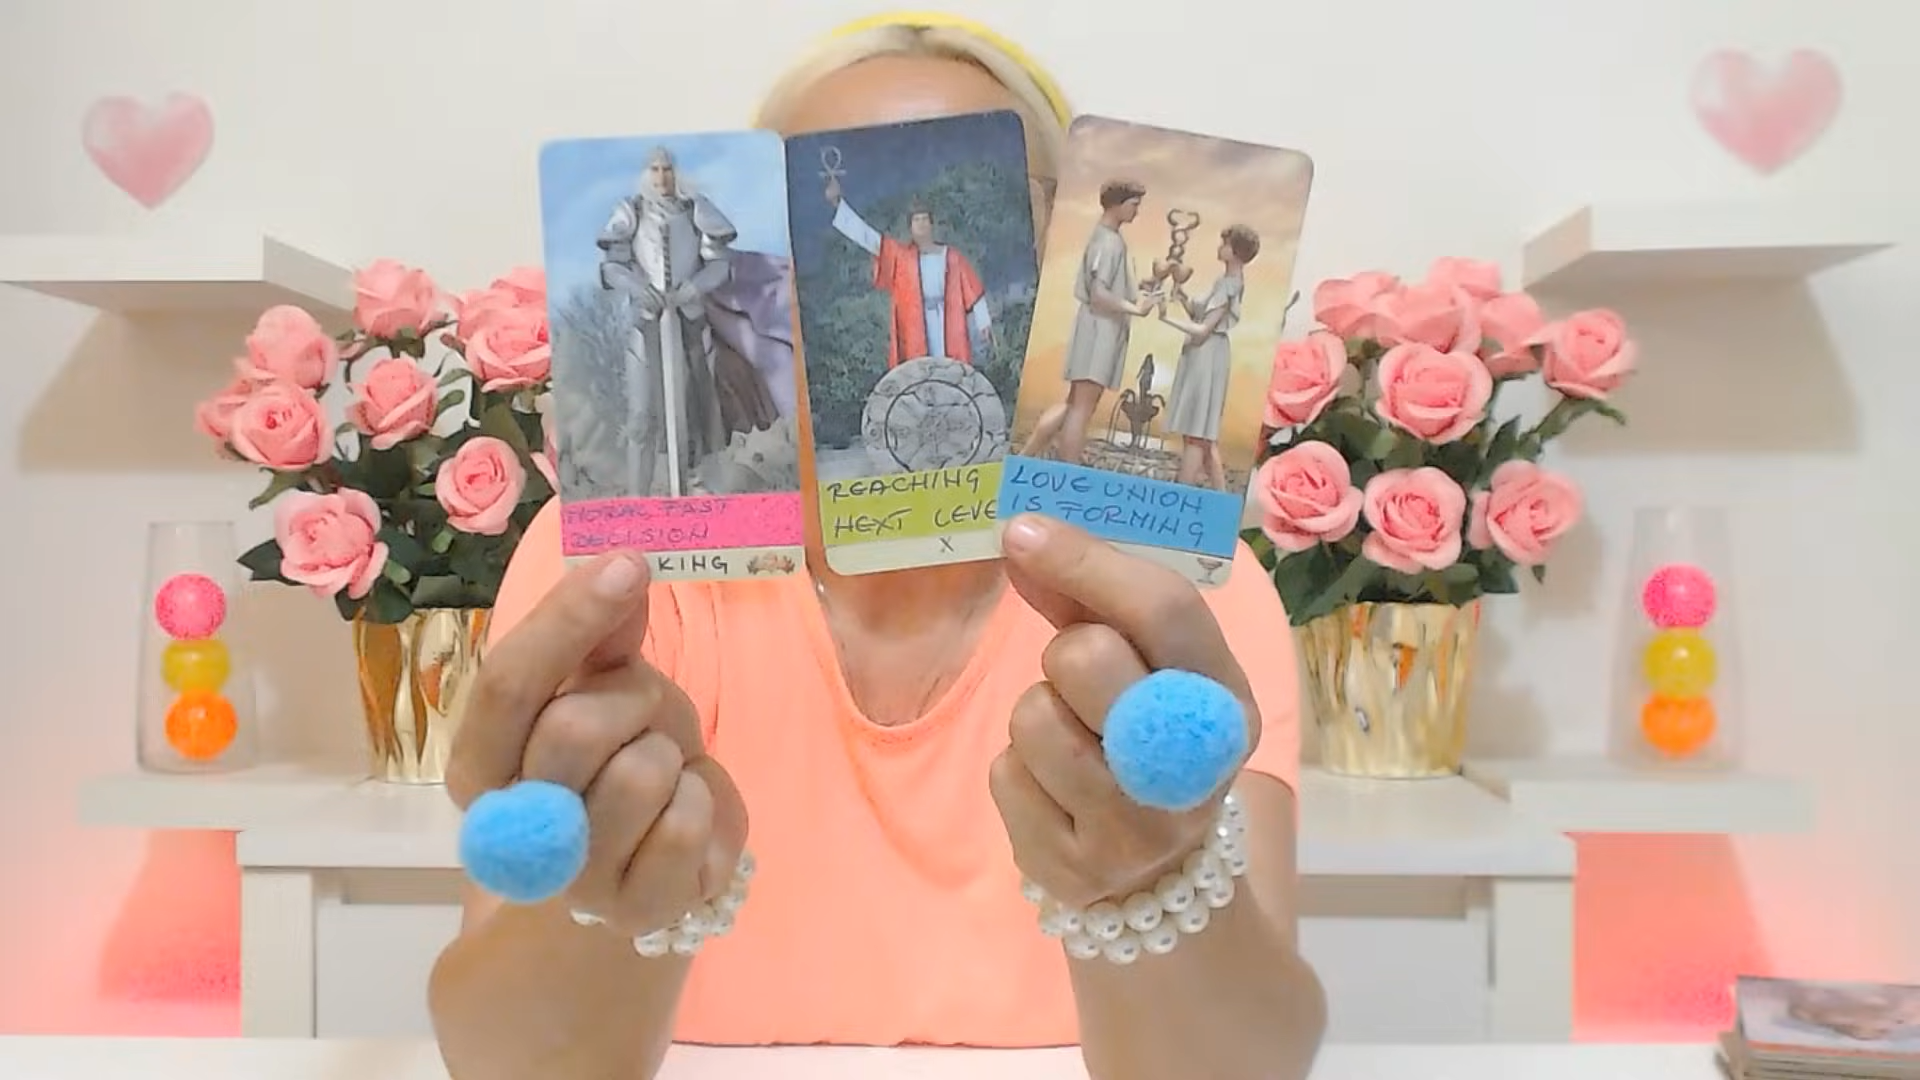 MORAL FAST
DECISION
KING
REACHING
NEXT LEVE
X
LOVE UNION
IS FORMING